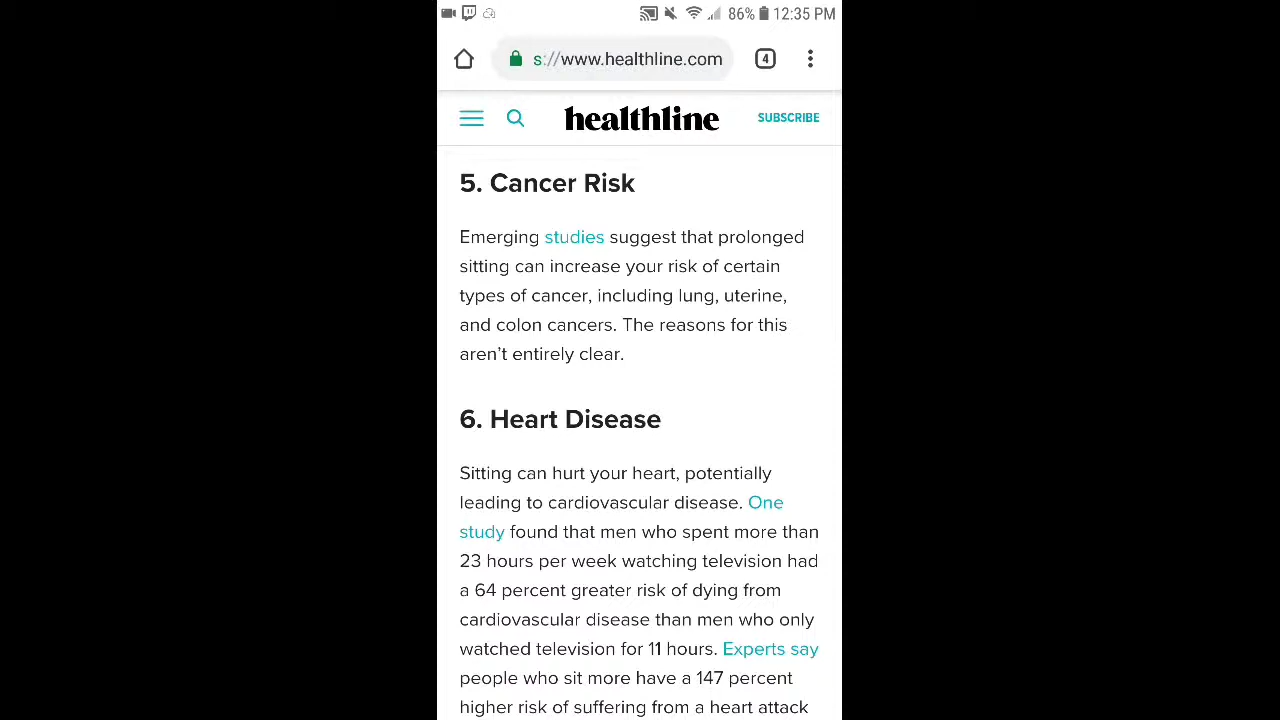 86% 12:35 PM
s://www.healthline.com 4
healthline SUBSCRIBE
5. Cancer Risk
Emerging studies suggest that prolonged
sitting can increase your risk of certain
types of cancer, including lung, uterine,
and colon cancers. The reasons for this
aren’t entirely clear.
6. Heart Disease
Sitting can hurt your heart, potentially
leading to cardiovascular disease. One
study found that men who spent more than
23 hours per week watching television had
a 64 percent greater risk of dying from
cardiovascular disease than men who only
watched television for 11 hours. Experts say
people who sit more have a 147 percent
higher risk of suffering from a heart attack